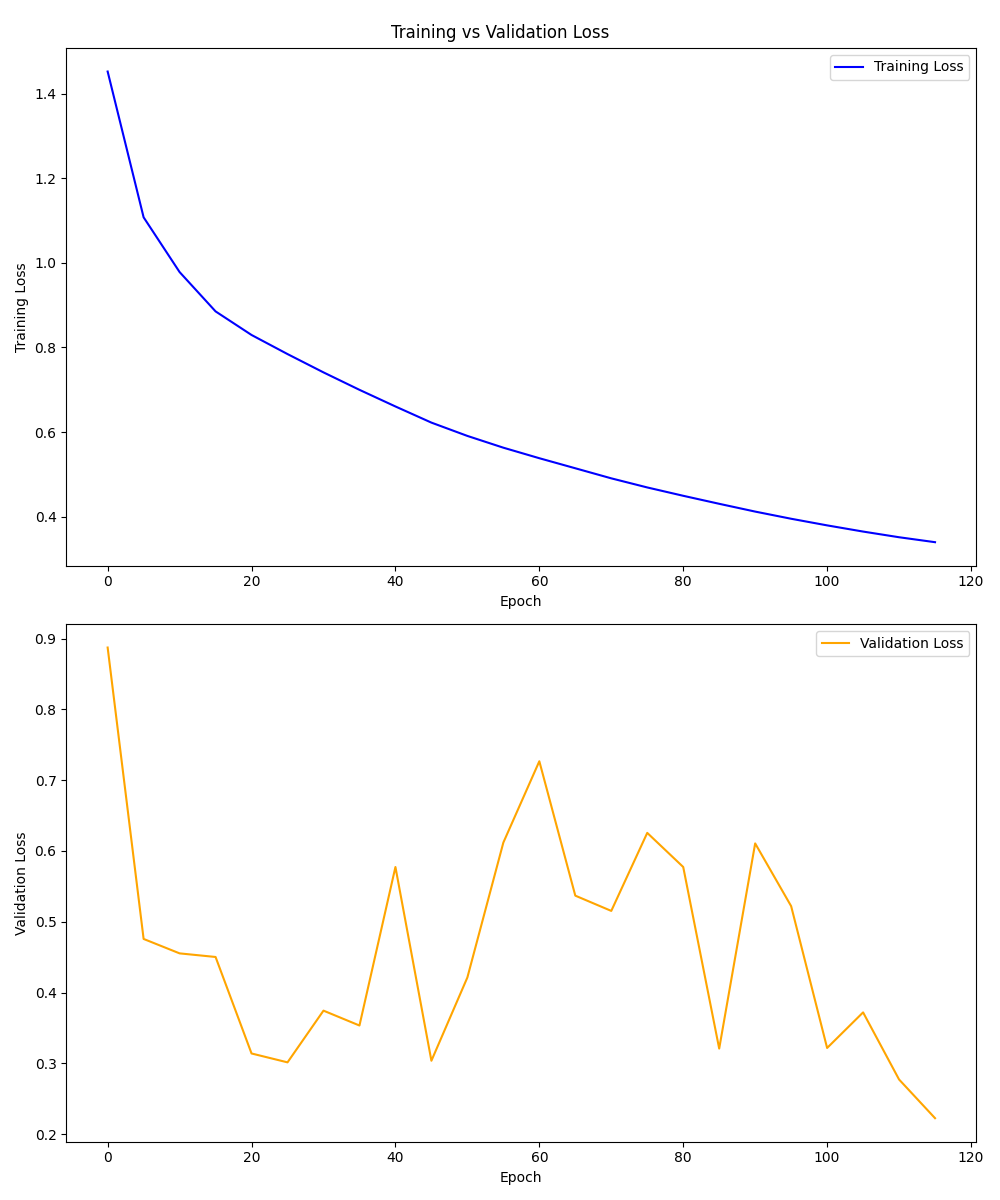 Training vs Validation Loss
Training Loss
1.4
1.2
1.0
0.8
0.6
0.4
Training Loss
0 20 40 60 80 100 120
Epoch
Validation Loss
0.9
0.8
0.7
0.6
0.5
0.4
0.3
0.2
Validation Loss
0 20 40 60 80 100 120
Epoch